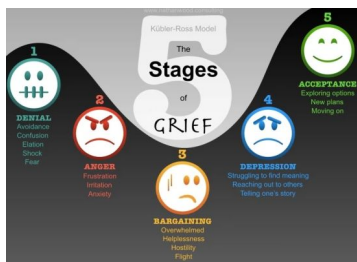 Kübler-Ross Model
The
5
Stages
of
GRIEF
1
DENIAL
Avoidance
Confusion
Elation
Shock
Fear
2
ANGER
Frustration
Irritation
Anxiety
3
BARGAINING
Overwhelmed
Helplessness
Hostility
Flight
4
DEPRESSION
Struggling to find meaning
Reaching out to others
Telling one's story
5
ACCEPTANCE
Exploring options
New plans
Moving on